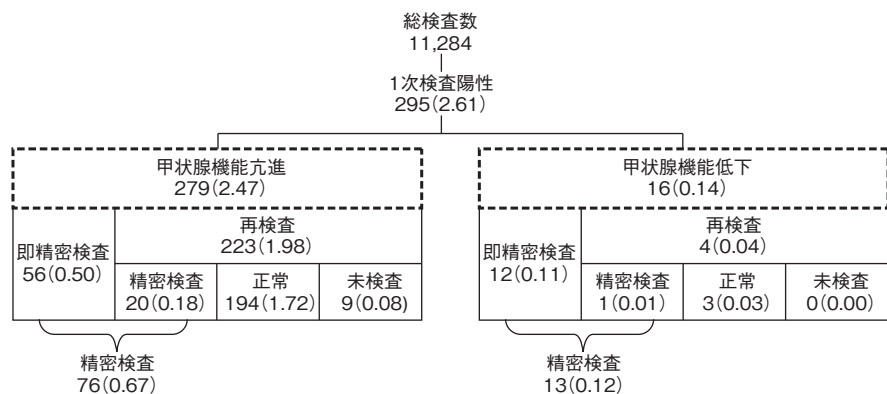 総検査数
11,284
1次検査陽性
295(2.61)
甲状腺機能亢進
279(2.47)
即精密検査
56(0.50)
再検査
223(1.98)
精密検査
20(0.18)
正常
194(1.72)
未検査
9(0.08)
精密検査
76(0.67)
甲状腺機能低下
16(0.14)
即精密検査
12(0.11)
再検査
4(0.04)
精密検査
1(0.01)
正常
3(0.03)
未検査
0(0.00)
精密検査
13(0.12)